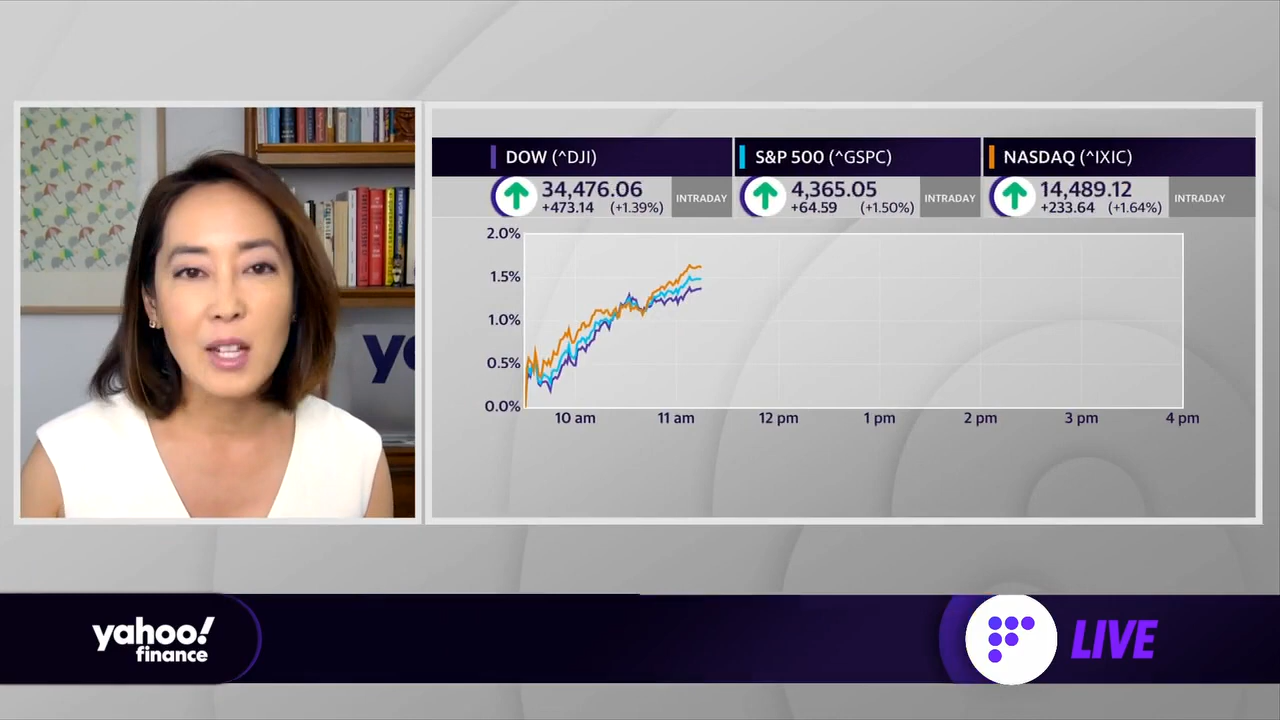 DOW (^DJI)
S&P 500 (^GSPC)
NASDAQ (^IXIC)
34,476.06
+473.14 (+1.39%)
INTRADAY
4,365.05
+64.59 (+1.50%)
INTRADAY
14,489.12
+233.64 (+1.64%)
INTRADAY
2.0%
1.5%
1.0%
0.5%
0.0%
10 am
11 am
12 pm
1 pm
2 pm
3 pm
4 pm
yahoo!
finance
LIVE